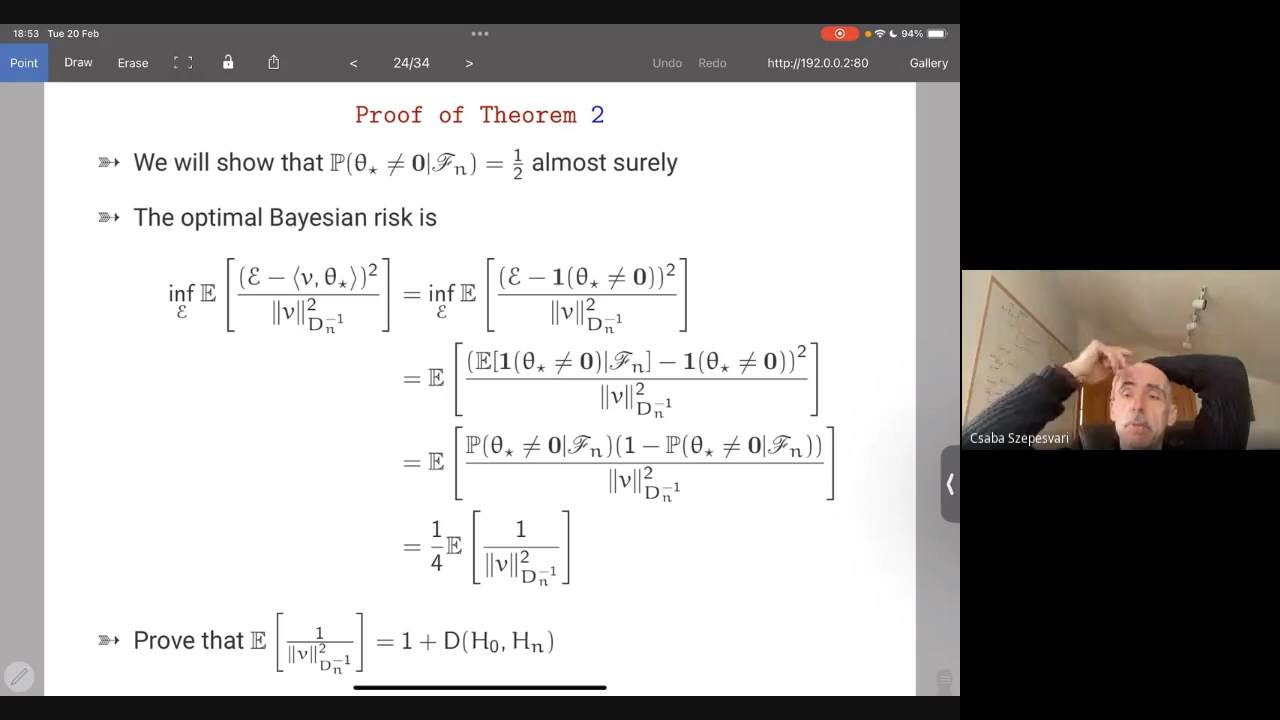 18:53 Tue 20 Feb
94%
Point Draw Erase < 24/34 > Undo Redo http://192.0.0.2:80 Gallery
Proof of Theorem 2
We will show that ℙ(θ⋆ ≠ 0|ℱₙ) = 1/2 almost surely
The optimal Bayesian risk is
inf_ℰ 𝔼[(ℰ − ⟨v, θ⋆⟩)² / ‖v‖²_{Dₙ⁻¹}] = inf_ℰ 𝔼[(ℰ − 1(θ⋆ ≠ 0))² / ‖v‖²_{Dₙ⁻¹}]
= 𝔼[(𝔼[1(θ⋆ ≠ 0)|ℱₙ] − 1(θ⋆ ≠ 0))² / ‖v‖²_{Dₙ⁻¹}]
= 𝔼[ℙ(θ⋆ ≠ 0|ℱₙ)(1 − ℙ(θ⋆ ≠ 0|ℱₙ)) / ‖v‖²_{Dₙ⁻¹}]
= 1/4 𝔼[1 / ‖v‖²_{Dₙ⁻¹}]
Prove that 𝔼[1 / ‖v‖²_{Dₙ⁻¹}] = 1 + D(H₀, Hₙ)
Csaba Szepesvari